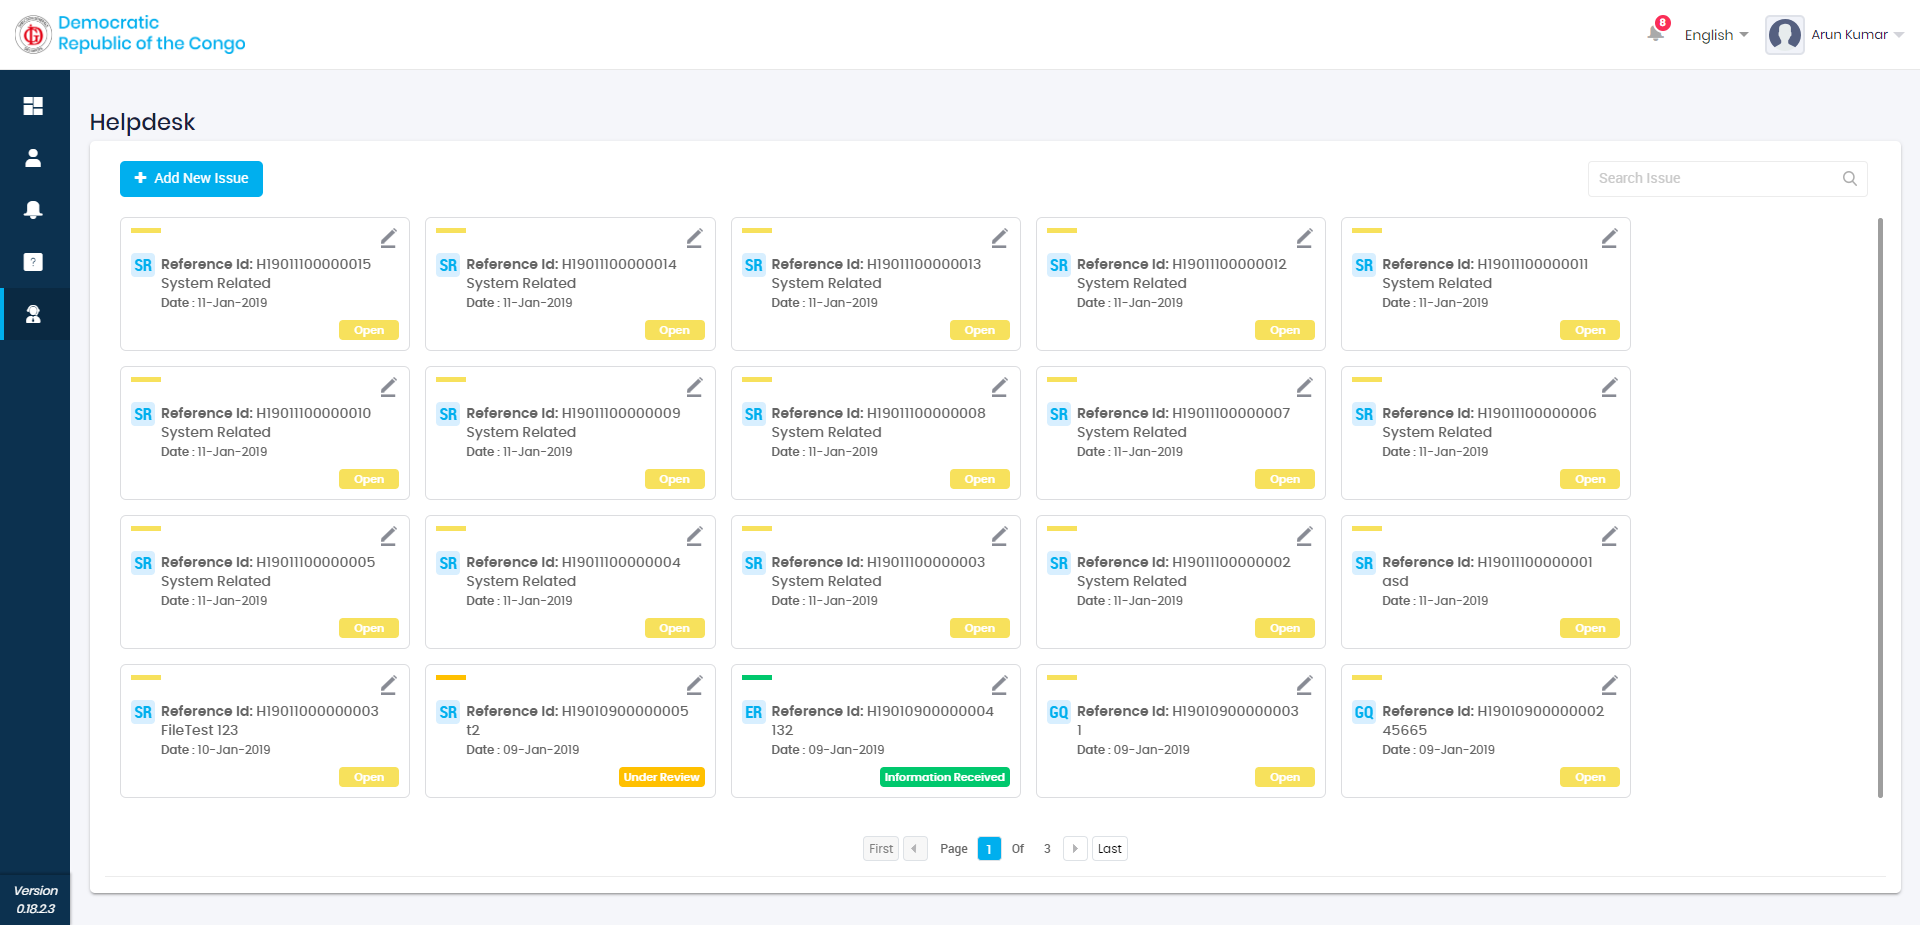 Democratic
Republic of the Congo
8
English
Arun Kumar
Helpdesk
Add New Issue
Search Issue
SR Reference Id: H19011100000015
System Related
Date : 11-Jan-2019
Open
SR Reference Id: H19011100000014
System Related
Date : 11-Jan-2019
Open
SR Reference Id: H19011100000013
System Related
Date : 11-Jan-2019
Open
SR Reference Id: H19011100000012
System Related
Date : 11-Jan-2019
Open
SR Reference Id: H19011100000011
System Related
Date : 11-Jan-2019
Open
SR Reference Id: H19011100000010
System Related
Date : 11-Jan-2019
Open
SR Reference Id: H19011100000009
System Related
Date : 11-Jan-2019
Open
SR Reference Id: H19011100000008
System Related
Date : 11-Jan-2019
Open
SR Reference Id: H19011100000007
System Related
Date : 11-Jan-2019
Open
SR Reference Id: H19011100000006
System Related
Date : 11-Jan-2019
Open
SR Reference Id: H19011100000005
System Related
Date : 11-Jan-2019
Open
SR Reference Id: H19011100000004
System Related
Date : 11-Jan-2019
Open
SR Reference Id: H19011100000003
System Related
Date : 11-Jan-2019
Open
SR Reference Id: H19011100000002
System Related
Date : 11-Jan-2019
Open
SR Reference Id: H19011100000001
asd
Date : 11-Jan-2019
Open
SR Reference Id: H19011000000003
FileTest 123
Date : 10-Jan-2019
Open
SR Reference Id: H19010900000005
t2
Date : 09-Jan-2019
Under Review
ER Reference Id: H19010900000004
132
Date : 09-Jan-2019
Information Received
GQ Reference Id: H19010900000003
1
Date : 09-Jan-2019
Open
GQ Reference Id: H19010900000002
45665
Date : 09-Jan-2019
Open
First Page 1 Of 3 Last
Version
0.18.2.3